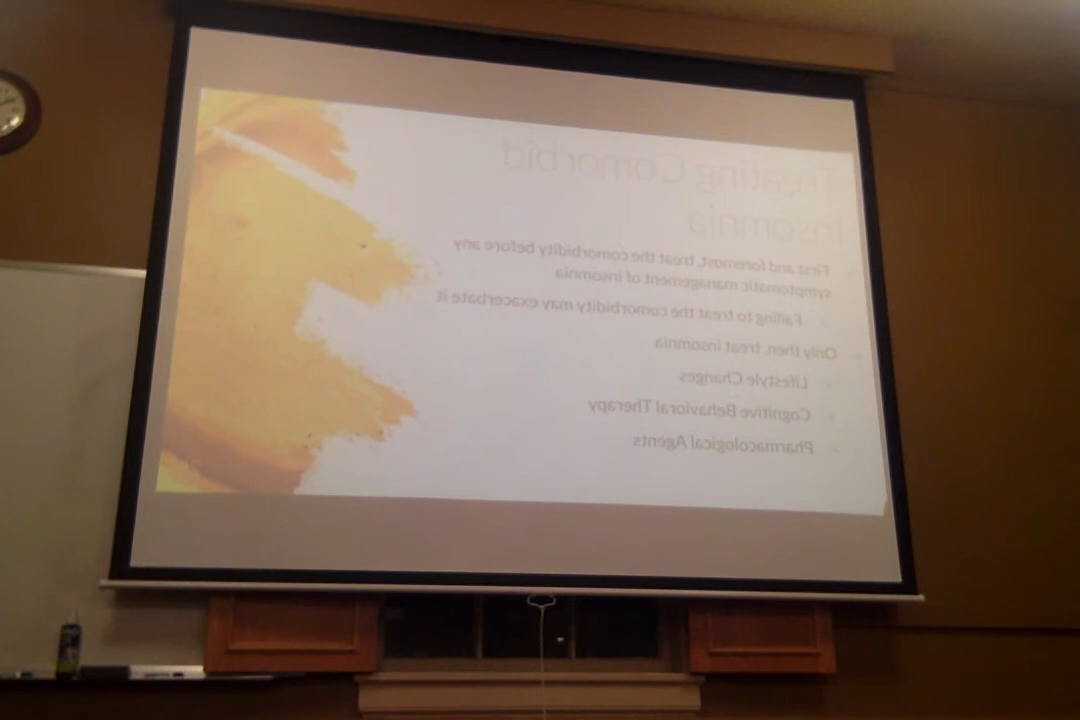 Treating Comorbid
Insomnia
First and foremost, treat the comorbidity before any
symptomatic management of insomnia
Failing to treat the comorbidity may exacerbate it
Only then, treat insomnia
Lifestyle Changes
Cognitive Behavioral Therapy
Pharmacological Agents